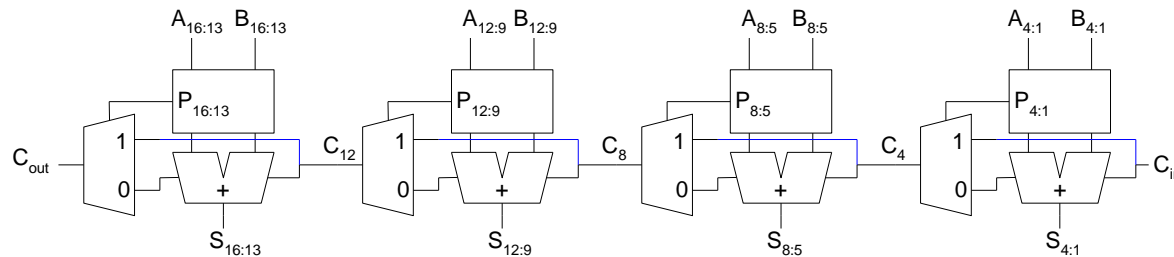 A16:13 B16:13 A12:9 B12:9 A8:5 B8:5 A4:1 B4:1
P16:13 P12:9 P8:5 P4:1
1 1 1 1
Cout C12 C8 C4 Ci
0 + 0 + 0 + 0 +
S16:13 S12:9 S8:5 S4:1